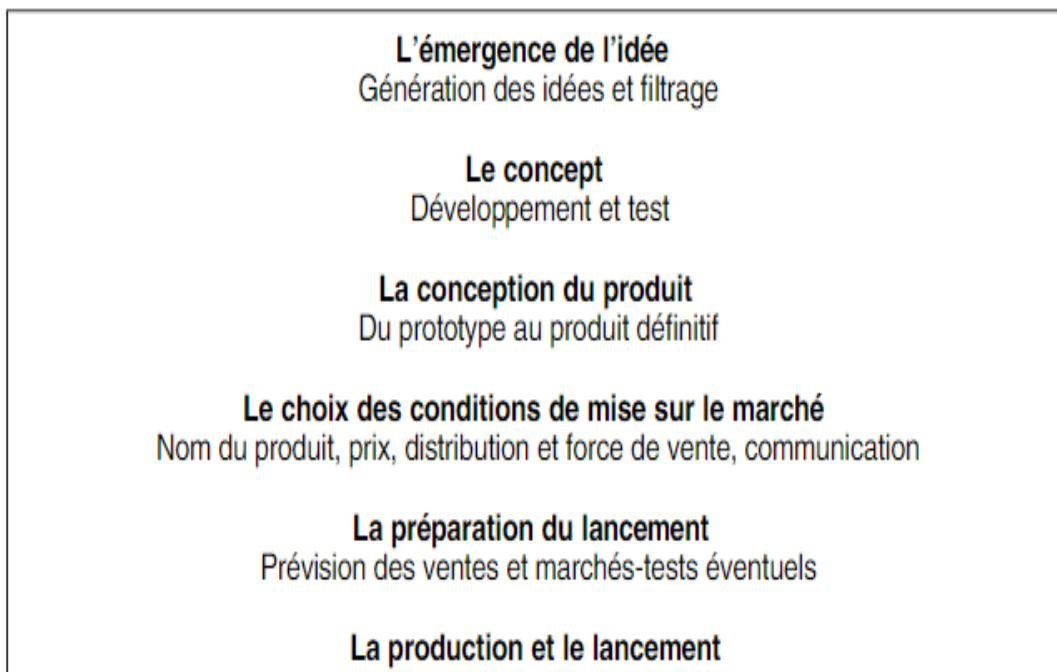 L'émergence de l'idée
Génération des idées et filtrage
Le concept
Développement et test
La conception du produit
Du prototype au produit définitif
Le choix des conditions de mise sur le marché
Nom du produit, prix, distribution et force de vente, communication
La préparation du lancement
Prévision des ventes et marchés-tests éventuels
La production et le lancement